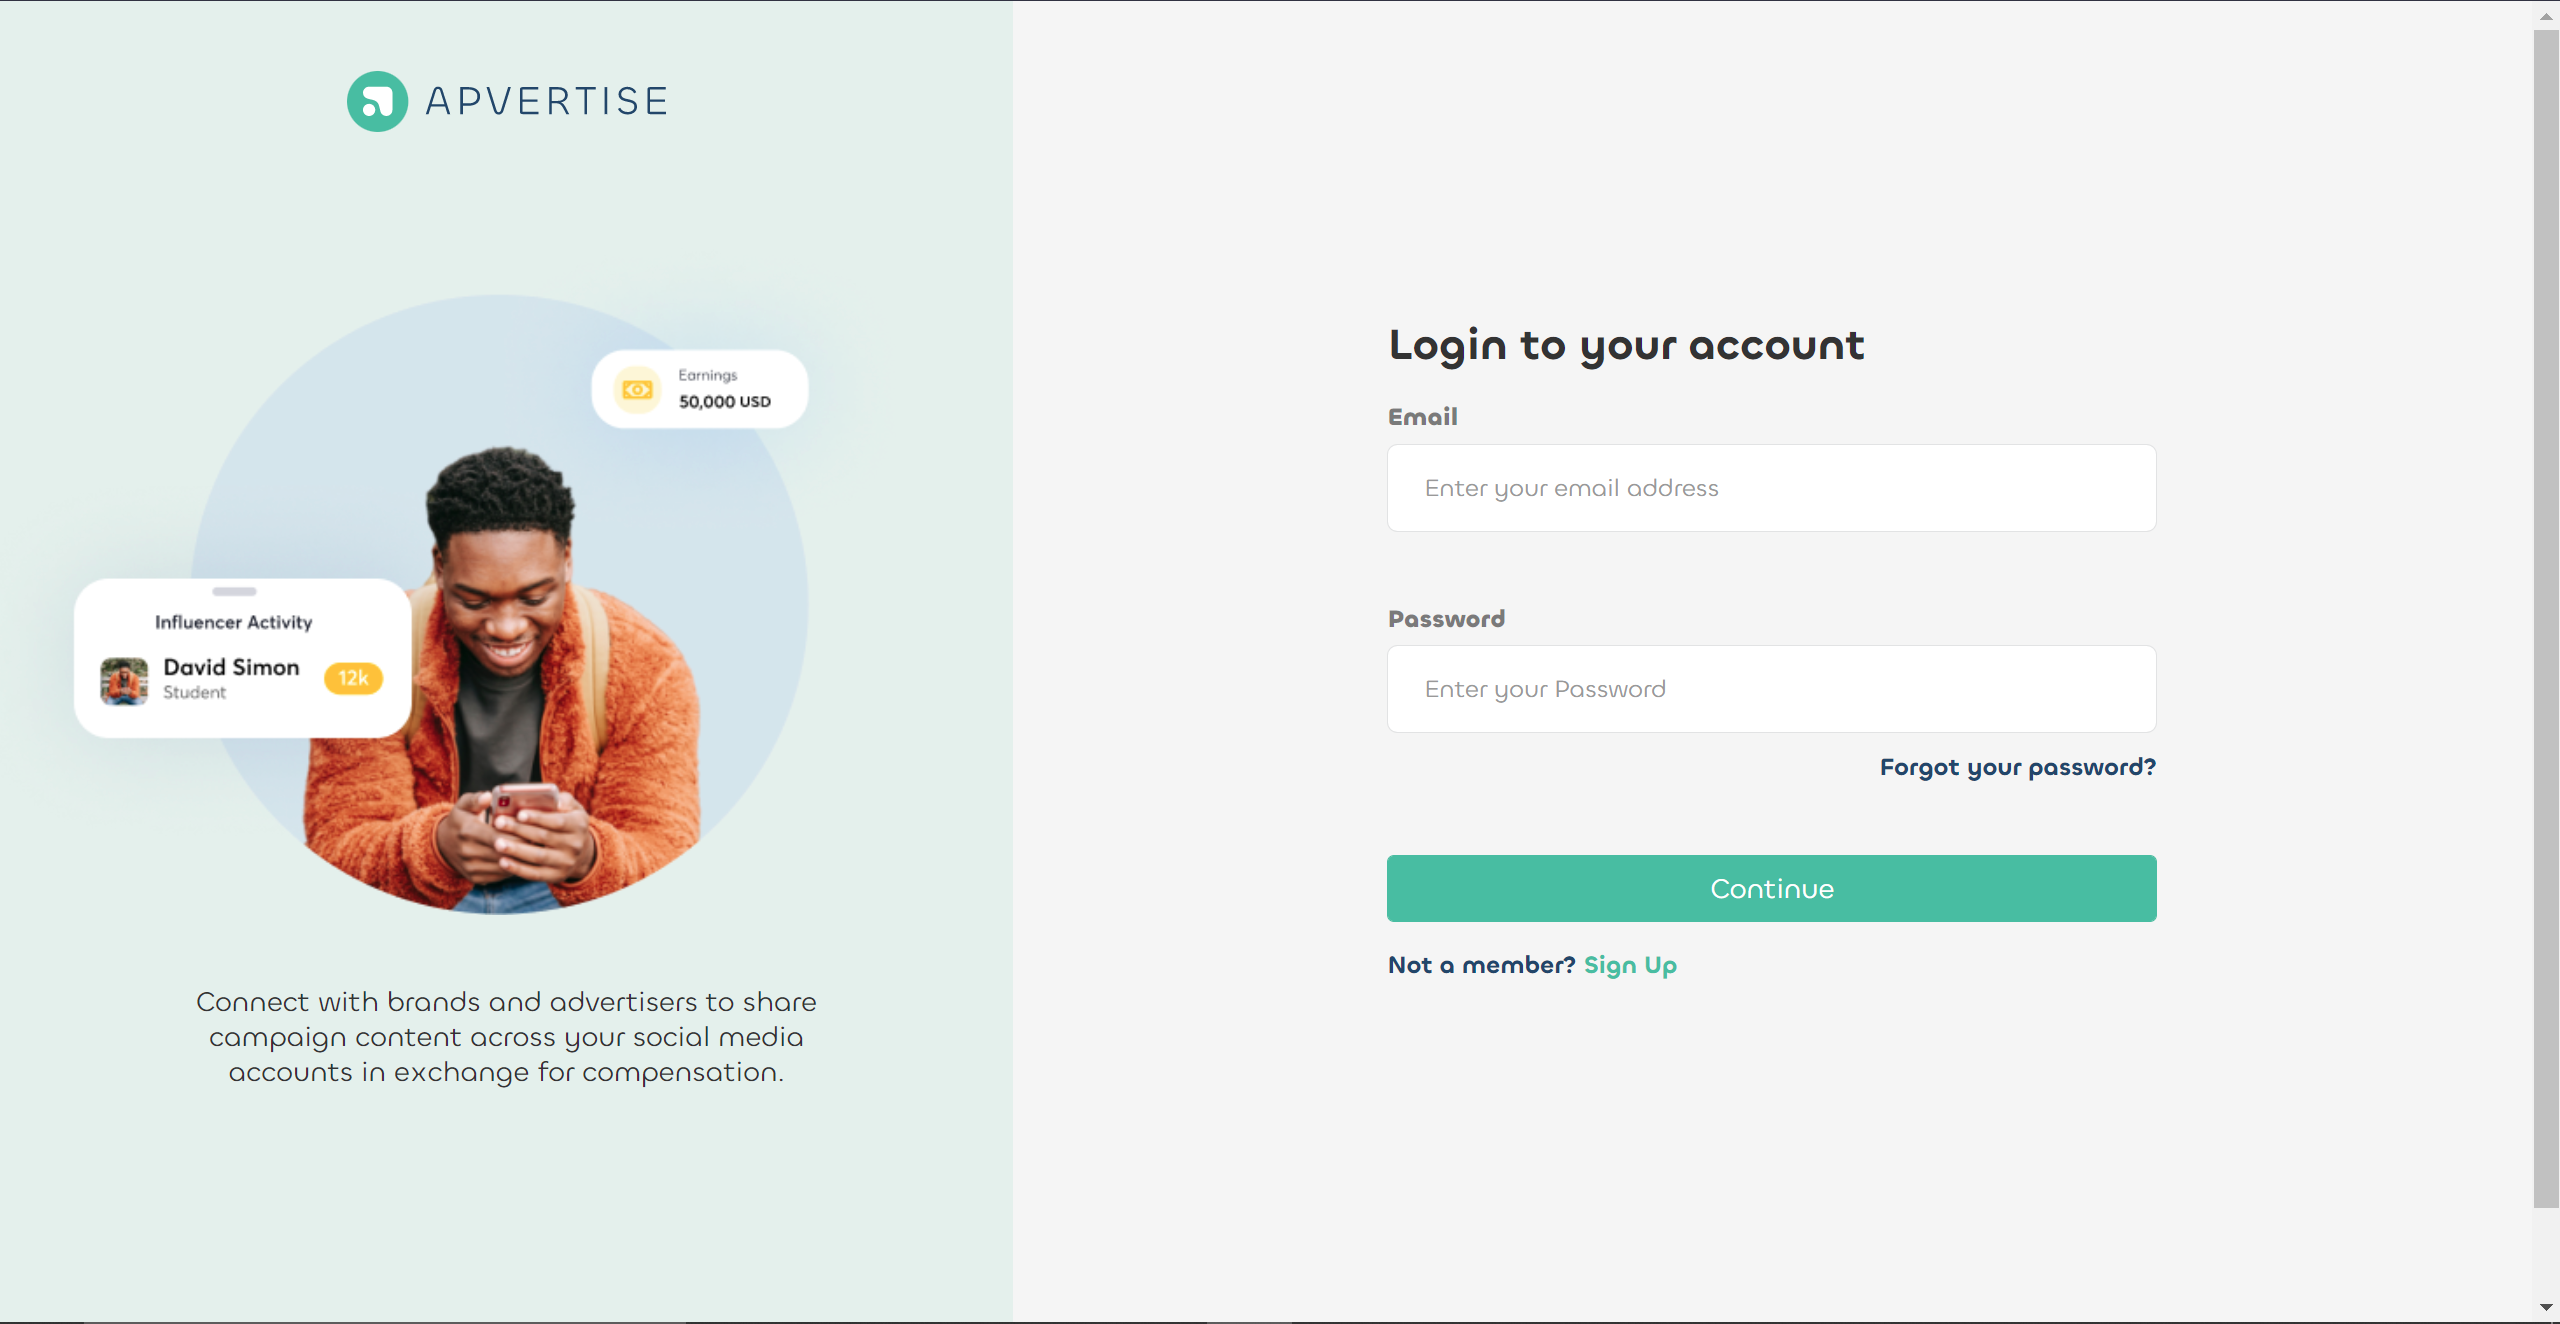 APVERTISE
Earnings
50,000 USD
Influencer Activity
David Simon
12k
Student
Connect with brands and advertisers to share
campaign content across your social media
accounts in exchange for compensation.
Login to your account
Email
Enter your email address
Password
Enter your Password
Forgot your password?
Continue
Not a member? Sign Up